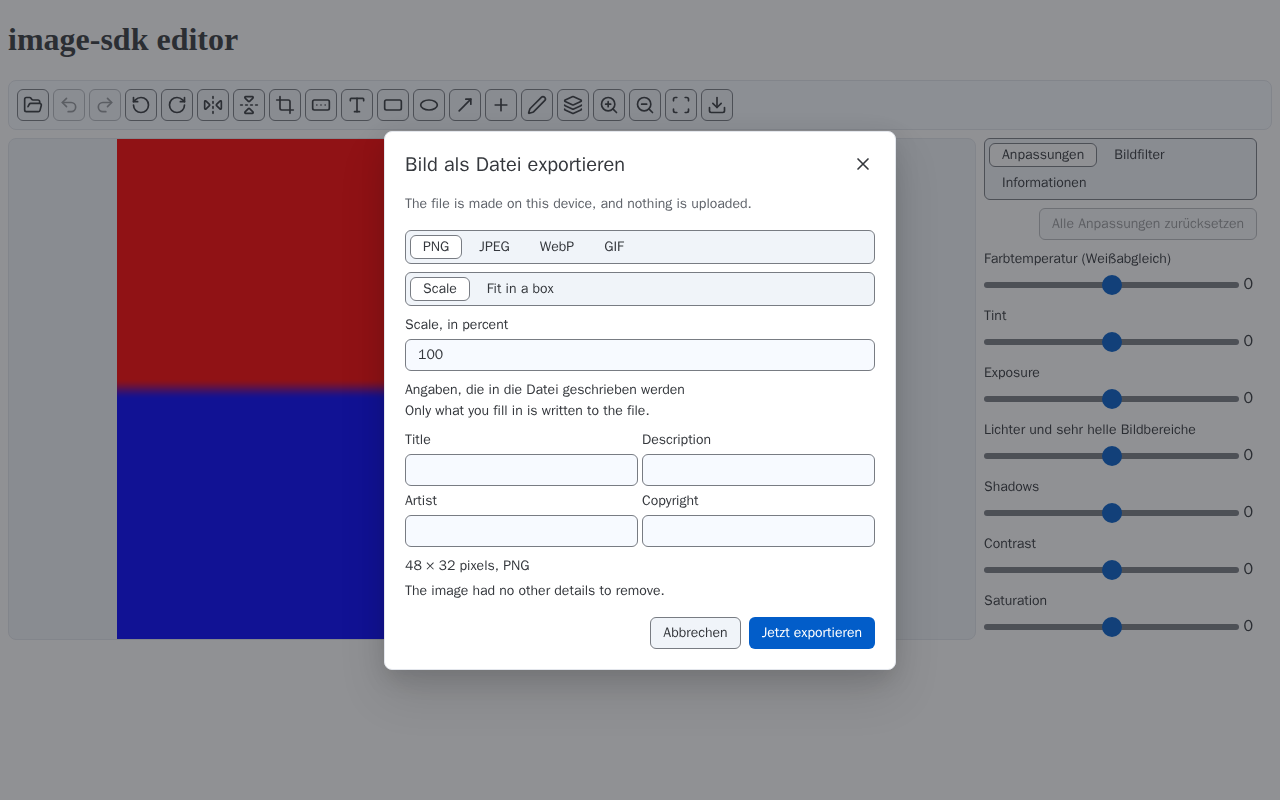 image-sdk editor
Bild als Datei exportieren
The file is made on this device, and nothing is uploaded.
PNG JPEG WebP GIF
Scale Fit in a box
Scale, in percent
100
Angaben, die in die Datei geschrieben werden
Only what you fill in is written to the file.
Title Description
Artist Copyright
48 × 32 pixels, PNG
The image had no other details to remove.
Abbrechen Jetzt exportieren
Anpassungen Bildfilter
Informationen
Alle Anpassungen zurücksetzen
Farbtemperatur (Weißabgleich)
0
Tint
0
Exposure
0
Lichter und sehr helle Bildbereiche
0
Shadows
0
Contrast
0
Saturation
0